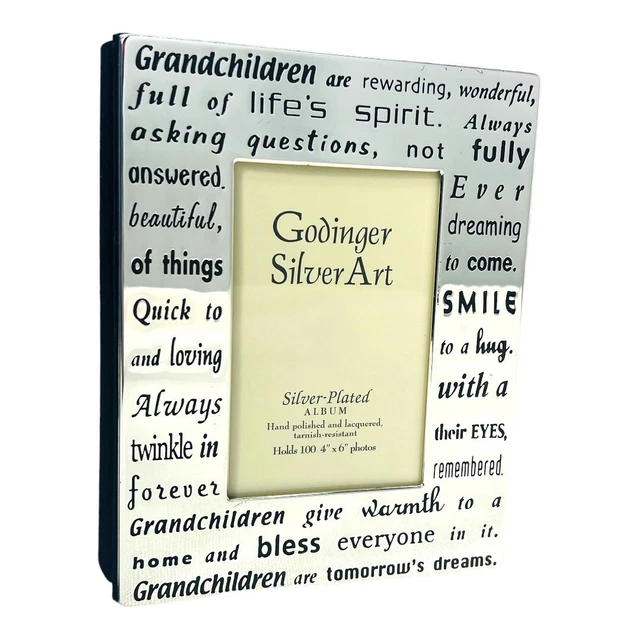 Grandchildren are rewarding, wonderful,
full of life's spirit. Always
asking questions, not fully
answered. Ever
beautiful, dreaming
of things to come.
Quick to SMILE
and loving to a hug.
Always with a
twinkle in their EYES,
forever remembered.
Grandchildren give warmth to a
home and bless everyone in it.
Grandchildren are tomorrow's dreams.
Godinger
Silver Art
Silver-Plated
ALBUM
Hand polished and lacquered,
tarnish-resistant
Holds 100 4" x 6" photos